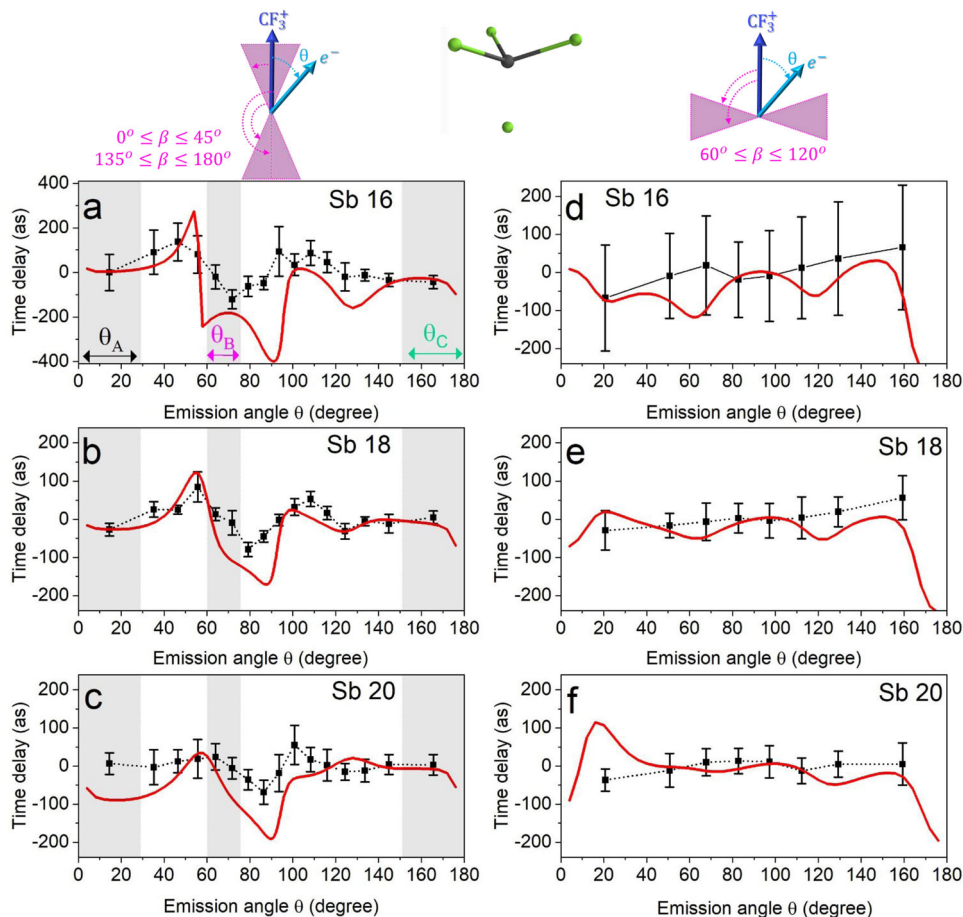 CF₃⁺
θ
e⁻
0° ≤ β ≤ 45°
135° ≤ β ≤ 180°
CF₃⁺
θ
e⁻
60° ≤ β ≤ 120°
a
Sb 16
Time delay (as)
400
200
0
-200
-400
θA
θB
θC
0 20 40 60 80 100 120 140 160 180
Emission angle θ (degree)
d
Sb 16
Time delay (as)
200
100
0
-100
-200
0 20 40 60 80 100 120 140 160 180
Emission angle θ (degree)
b
Sb 18
Time delay (as)
200
100
0
-100
-200
0 20 40 60 80 100 120 140 160 180
Emission angle θ (degree)
e
Sb 18
Time delay (as)
200
100
0
-100
-200
0 20 40 60 80 100 120 140 160 180
Emission angle θ (degree)
c
Sb 20
Time delay (as)
200
100
0
-100
-200
0 20 40 60 80 100 120 140 160 180
Emission angle θ (degree)
f
Sb 20
Time delay (as)
200
100
0
-100
-200
0 20 40 60 80 100 120 140 160 180
Emission angle θ (degree)